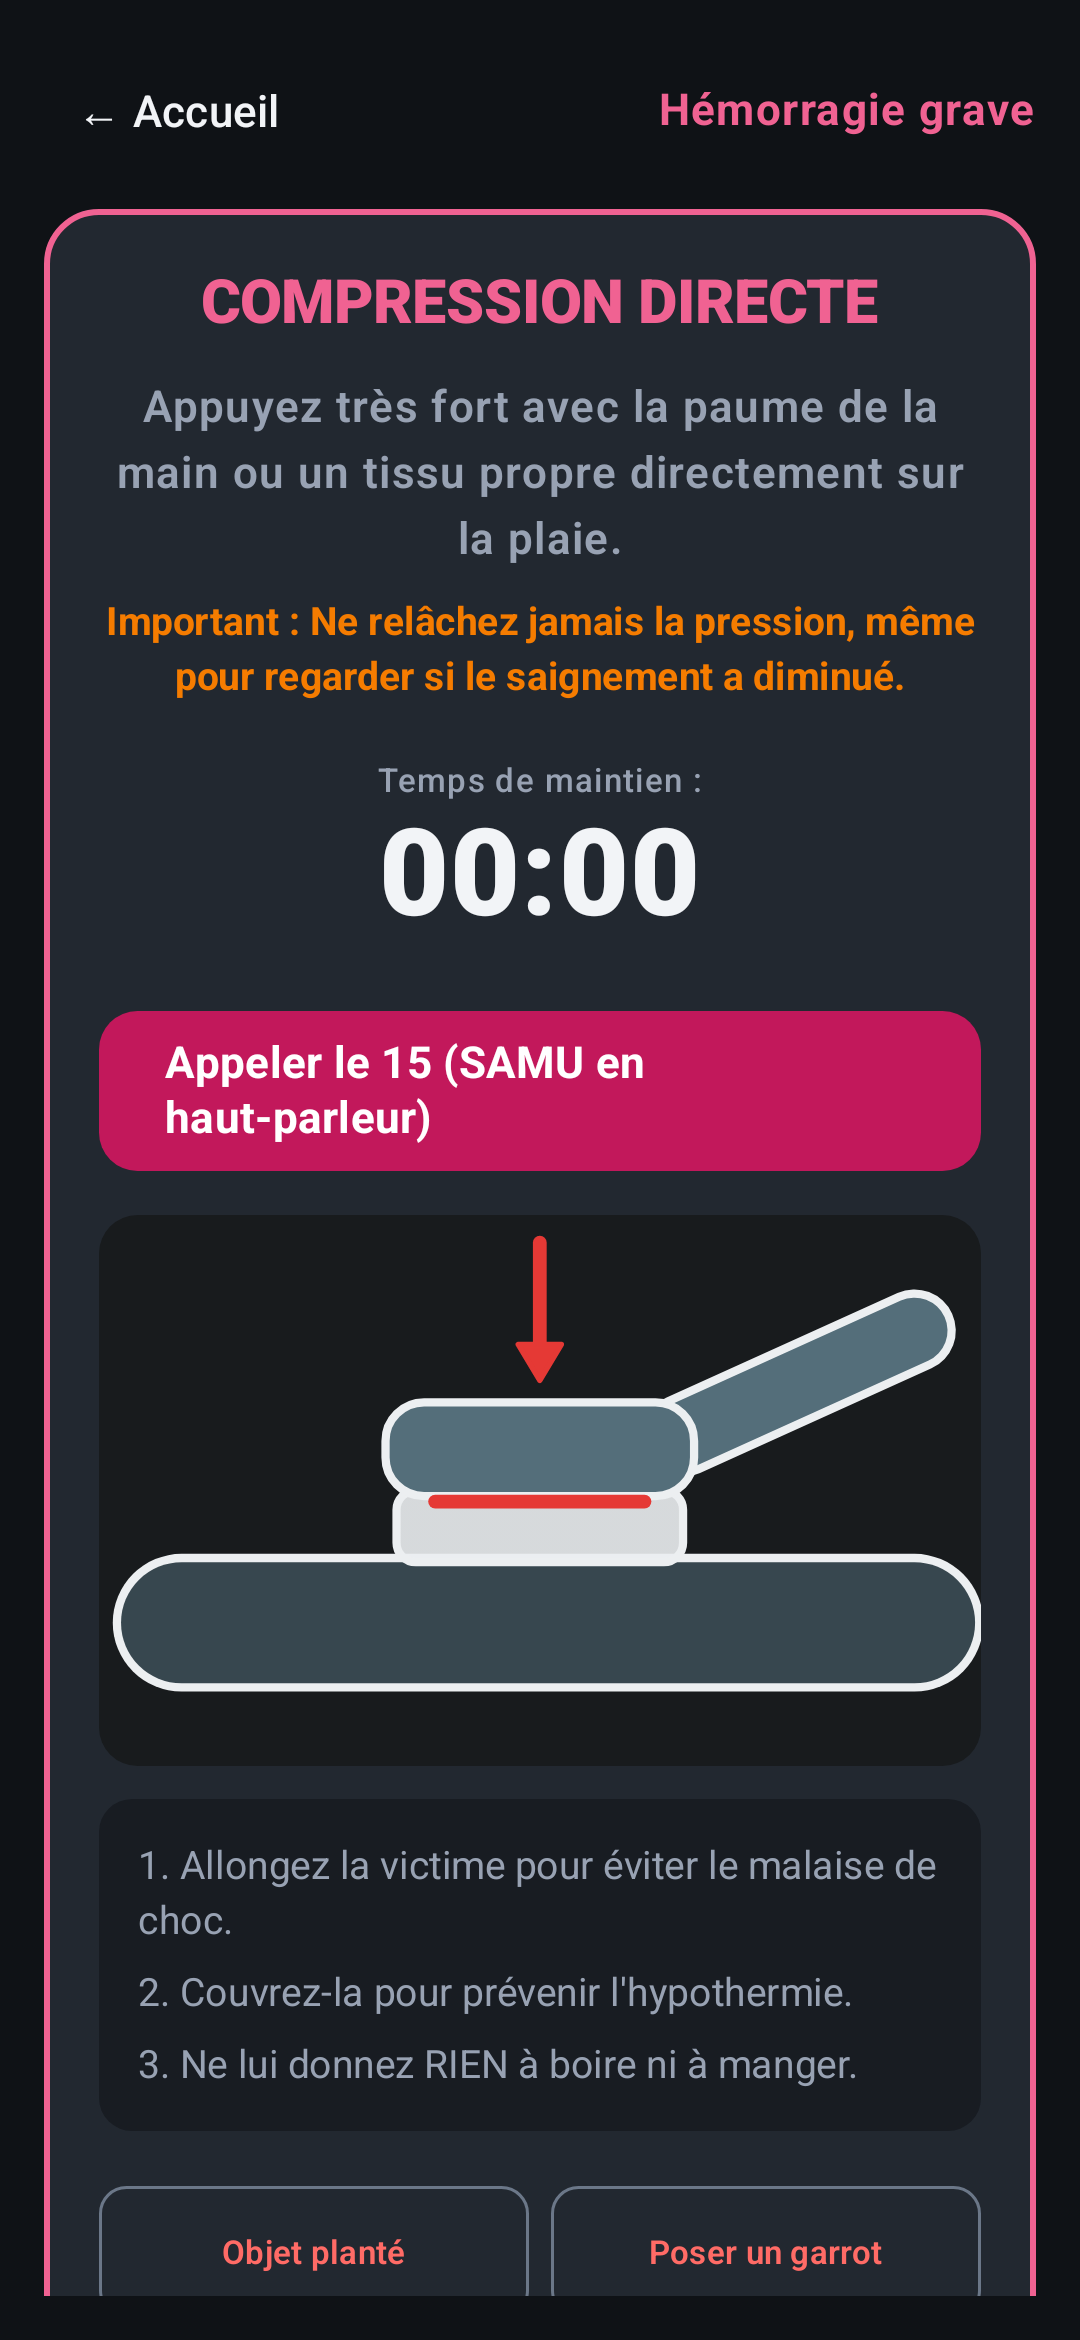 ← Accueil
Hémorragie grave
COMPRESSION DIRECTE
Appuyez très fort avec la paume de la
main ou un tissu propre directement sur
la plaie.
Important : Ne relâchez jamais la pression, même
pour regarder si le saignement a diminué.
Temps de maintien :
00:00
Appeler le 15 (SAMU en
haut-parleur)
1. Allongez la victime pour éviter le malaise de
choc.
2. Couvrez-la pour prévenir l'hypothermie.
3. Ne lui donnez RIEN à boire ni à manger.
Objet planté
Poser un garrot